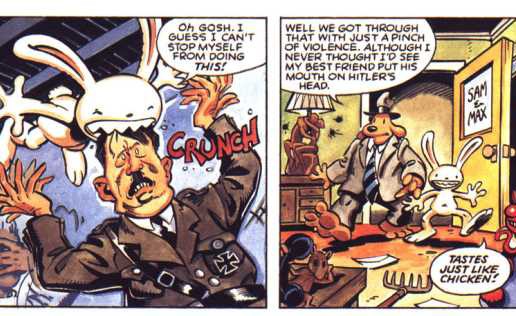 Oh GOSH. I
GUESS I CAN'T
STOP MYSELF
FROM DOING
THIS!
CRUNCH
WELL WE GOT THROUGH
THAT WITH JUST A PINCH
OF VIOLENCE. ALTHOUGH I
NEVER THOUGHT I'D SEE
MY BEST FRIEND PUT HIS
MOUTH ON HITLER'S
HEAD.
SAM
&
MAX
TASTES
JUST LIKE
CHICKEN!